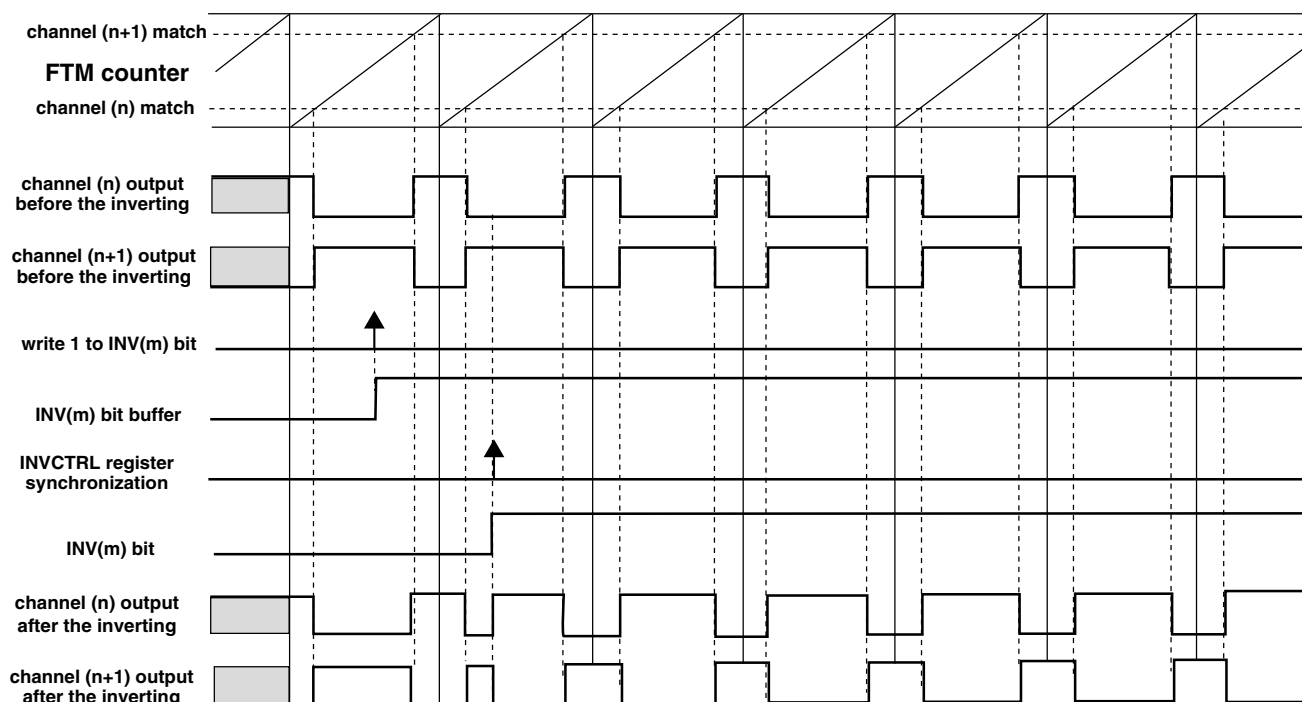 channel (n+1) match
FTM counter
channel (n) match
channel (n) output
before the inverting
channel (n+1) output
before the inverting
write 1 to INV(m) bit
INV(m) bit buffer
INVCTRL register
synchronization
INV(m) bit
channel (n) output
after the inverting
channel (n+1) output
after the inverting